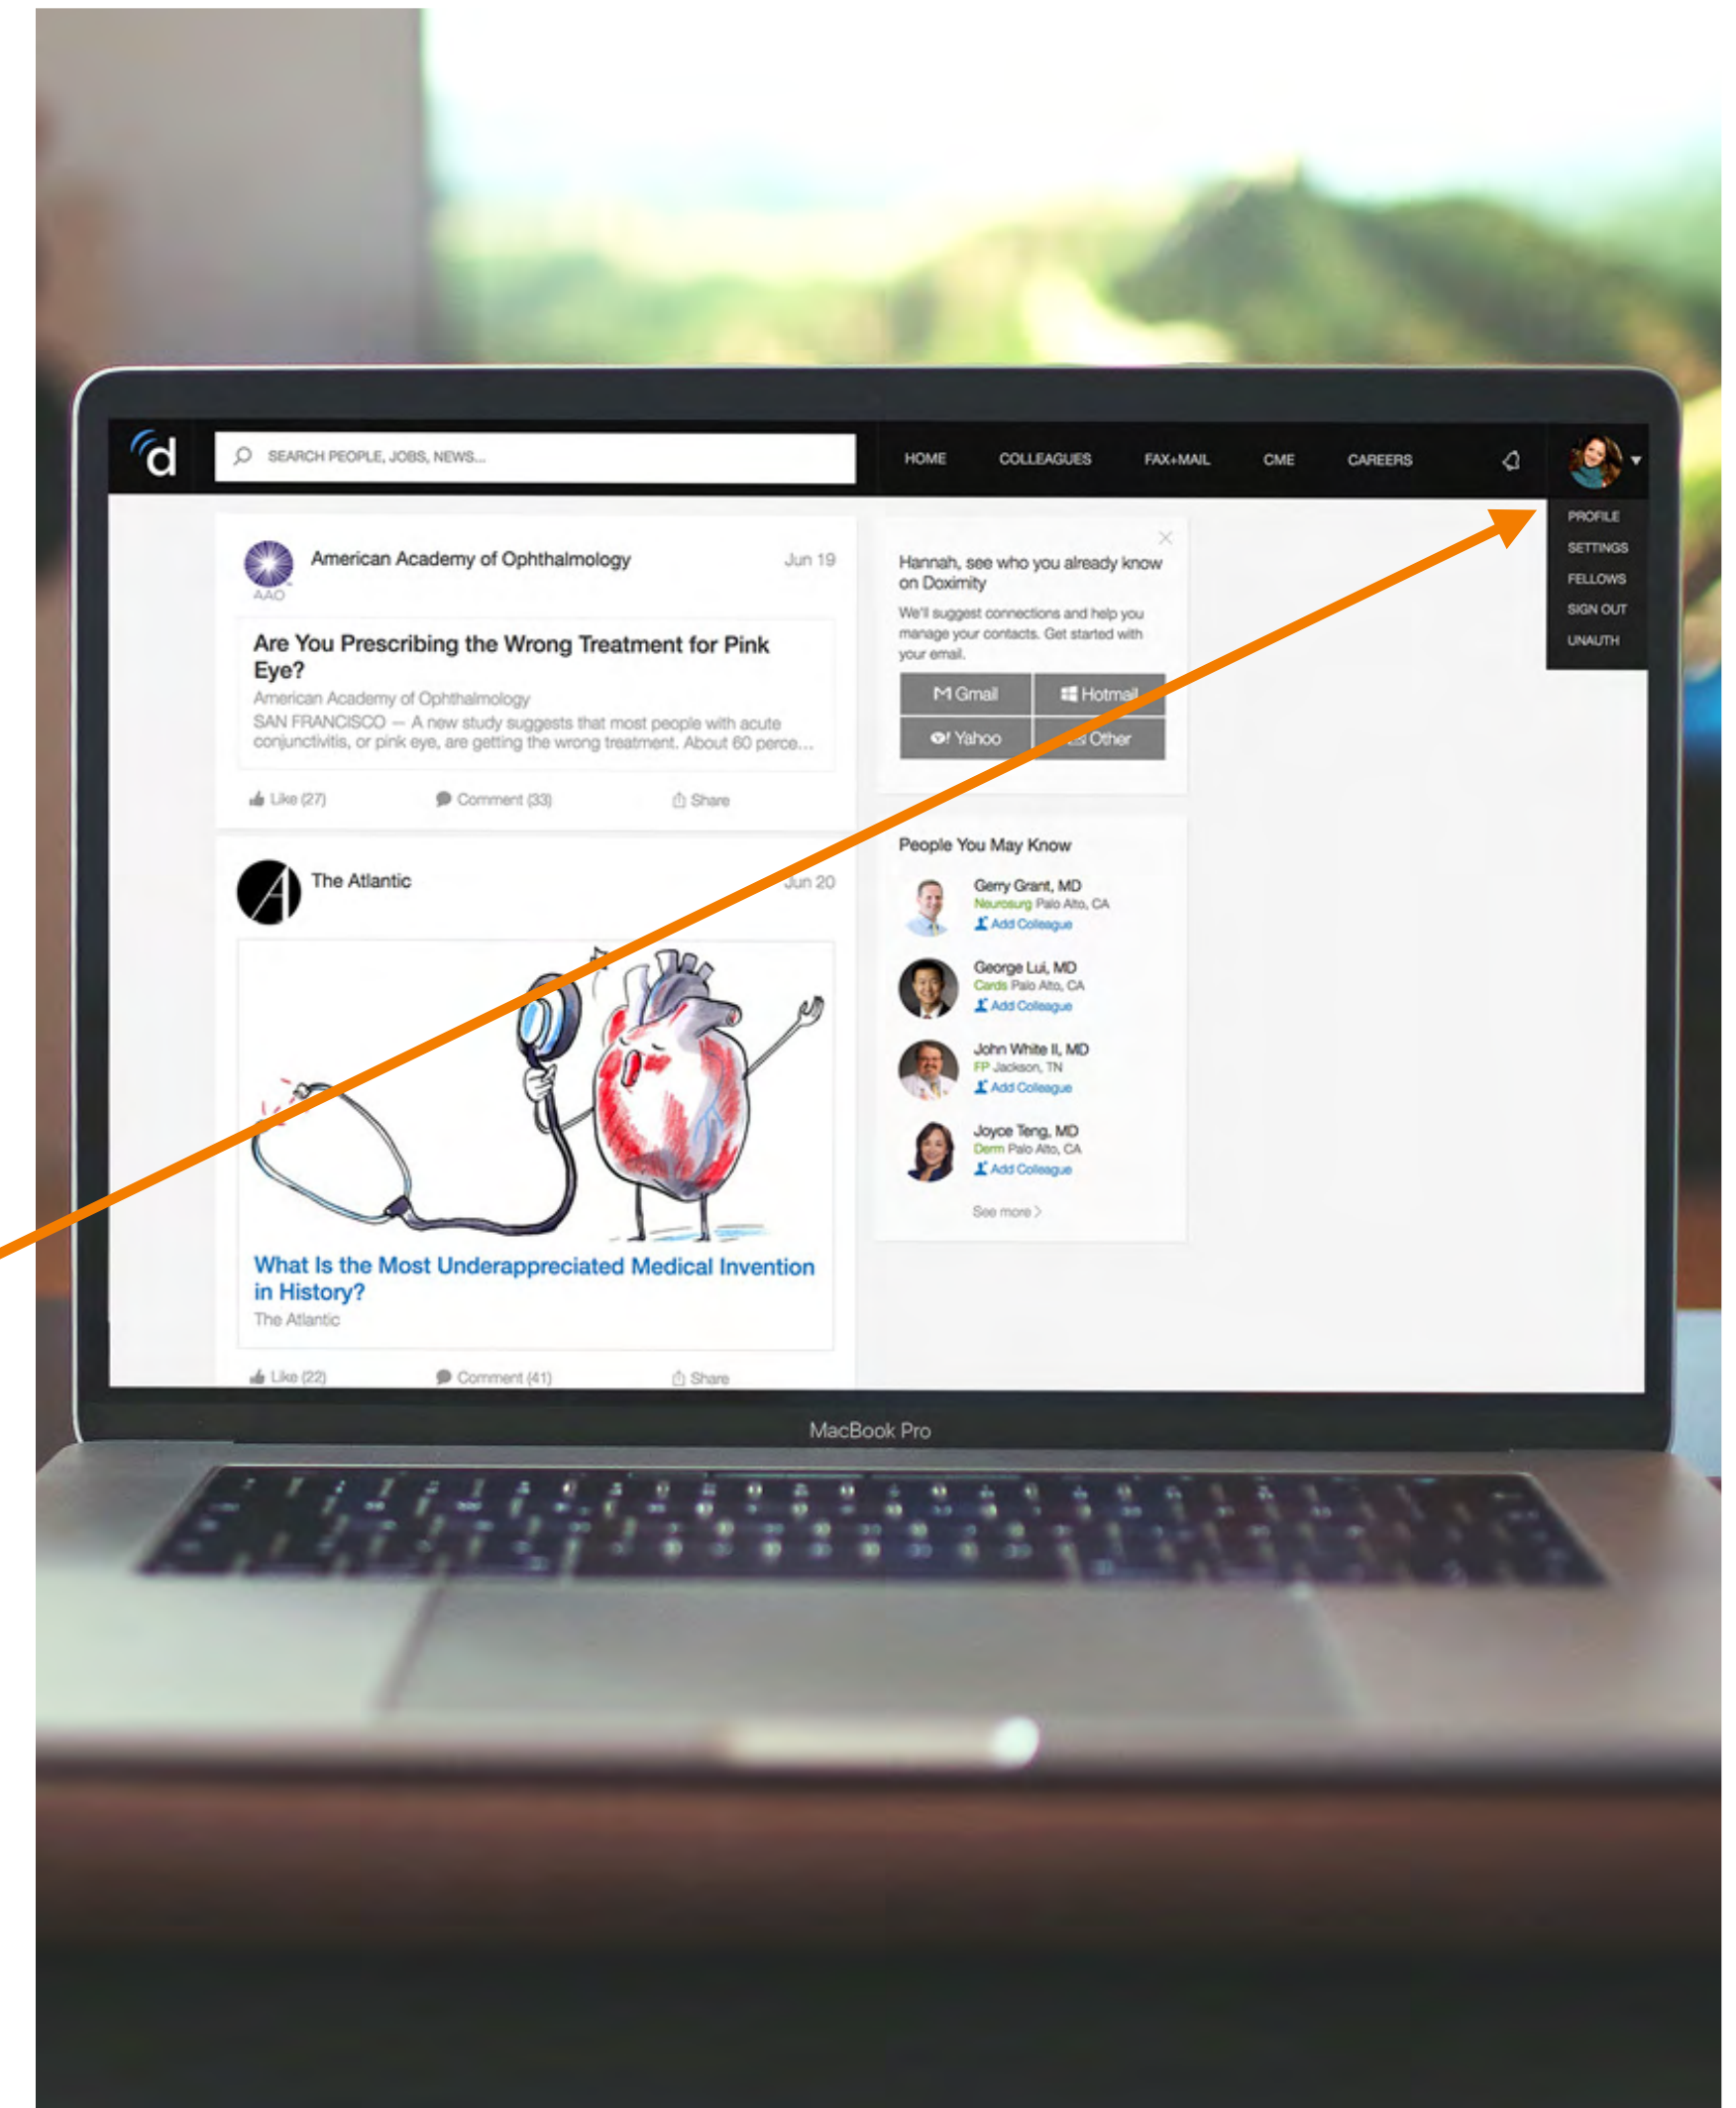 d
SEARCH PEOPLE, JOBS, NEWS...
HOME
COLLEAGUES
FAX+MAIL
CME
CAREERS
PROFILE
SETTINGS
FELLOWS
SIGN OUT
UNAUTH
AAO
American Academy of Ophthalmology
Jun 19
Are You Prescribing the Wrong Treatment for Pink
Eye?
American Academy of Ophthalmology
SAN FRANCISCO — A new study suggests that most people with acute
conjunctivitis, or pink eye, are getting the wrong treatment. About 60 perce...
Like (27)
Comment (33)
Share
A
The Atlantic
Jun 20
What Is the Most Underappreciated Medical Invention
in History?
The Atlantic
Like (22)
Comment (41)
Share
Hannah, see who you already know
on Doximity
We'll suggest connections and help you
manage your contacts. Get started with
your email.
Gmail
Hotmail
Yahoo
Other
People You May Know
Gerry Grant, MD
Neurosurg Palo Alto, CA
Add Colleague
George Lui, MD
Cards Palo Alto, CA
Add Colleague
John White II, MD
FP Jackson, TN
Add Colleague
Joyce Teng, MD
Derm Palo Alto, CA
Add Colleague
See more >
MacBook Pro